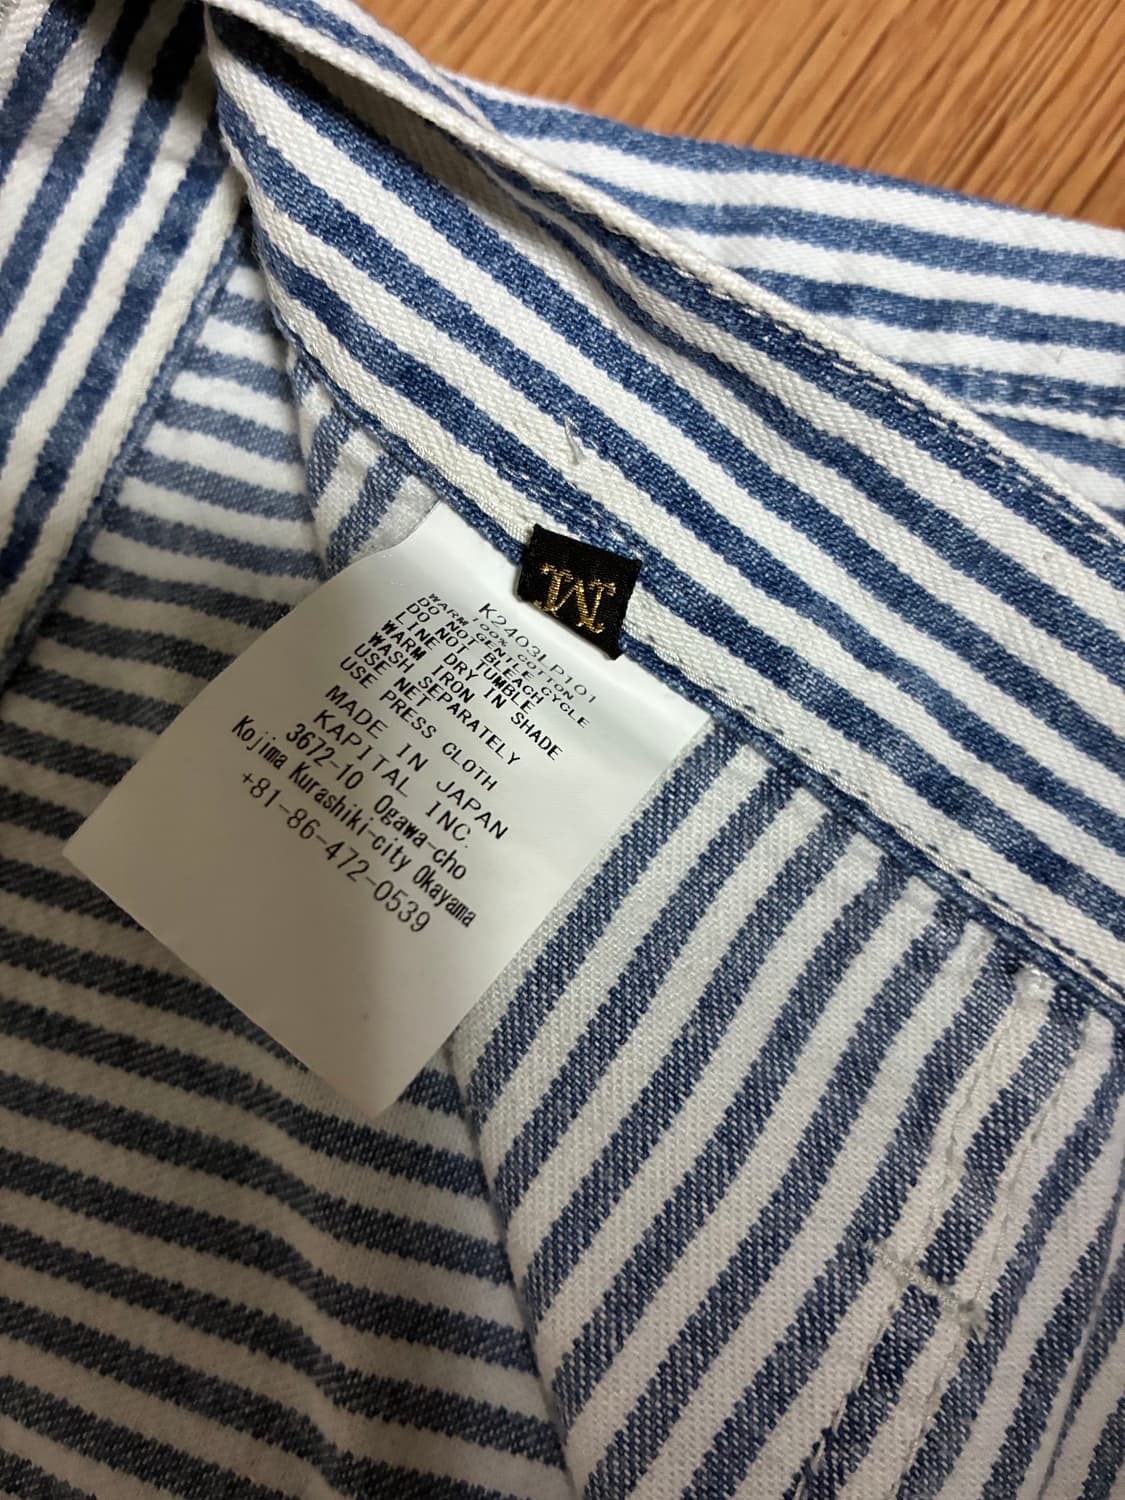 M
K2403LP101
100% COTTON
WARM GENTLE CYCLE
DO NOT BLEACH
DO NOT TUMBLE
LINE DRY IN SHADE
WARM IRON
WASH SEPARATELY
USE NET
USE PRESS CLOTH
MADE IN JAPAN
KAPITAL INC.
3672-10 Ogawa-cho
Kojima Kurashiki-city Okayama
+81-86-472-0539